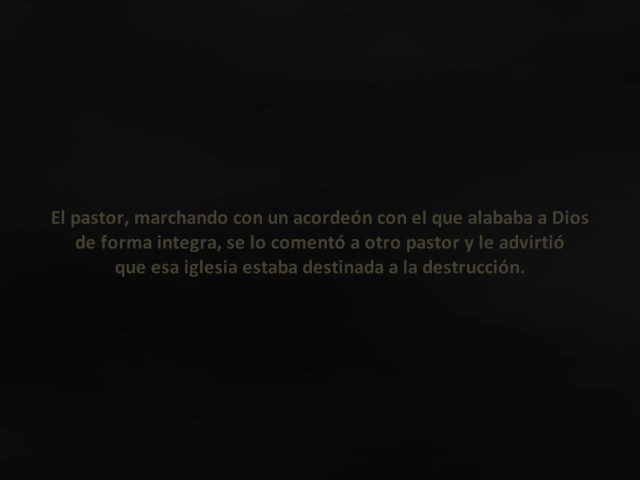 El pastor, marchando con un acordeón con el que alababa a Dios
de forma integra, se lo comentó a otro pastor y le advirtió
que esa iglesia estaba destinada a la destrucción.